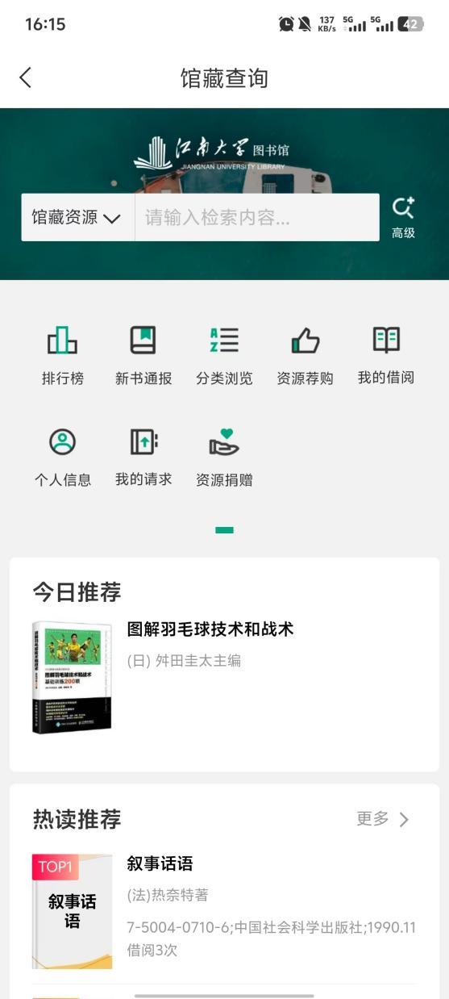 16:15
137
KB/s
5G
5G
42
馆藏查询
江南大学 图书馆
JIANGNAN UNIVERSITY LIBRARY
馆藏资源
请输入检索内容...
高级
排行榜
新书通报
A
Z
分类浏览
资源荐购
我的借阅
个人信息
我的请求
资源捐赠
今日推荐
图解羽毛球技术和战术
基础训练200项
图解羽毛球技术和战术
(日) 舛田圭太主编
热读推荐
更多
TOP1
叙事话
语
叙事话语
(法)热奈特著
7-5004-0710-6;中国社会科学出版社;1990.11
借阅3次